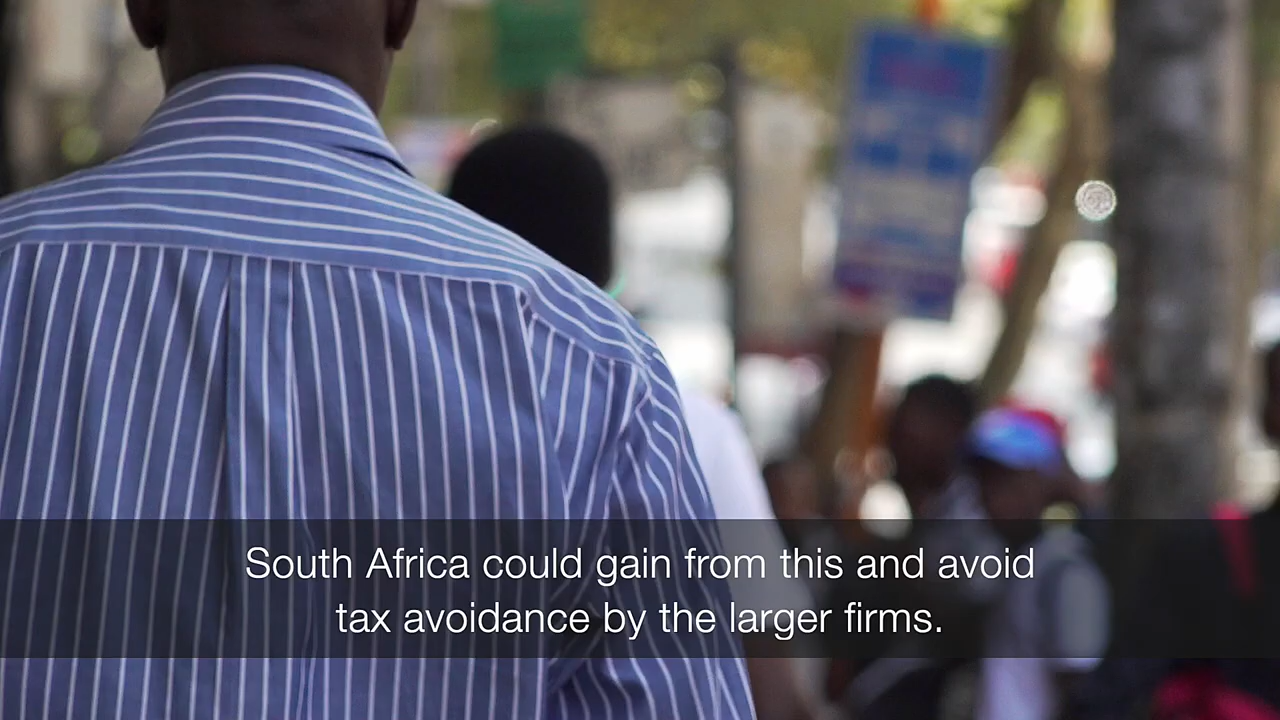 South Africa could gain from this and avoid
tax avoidance by the larger firms.